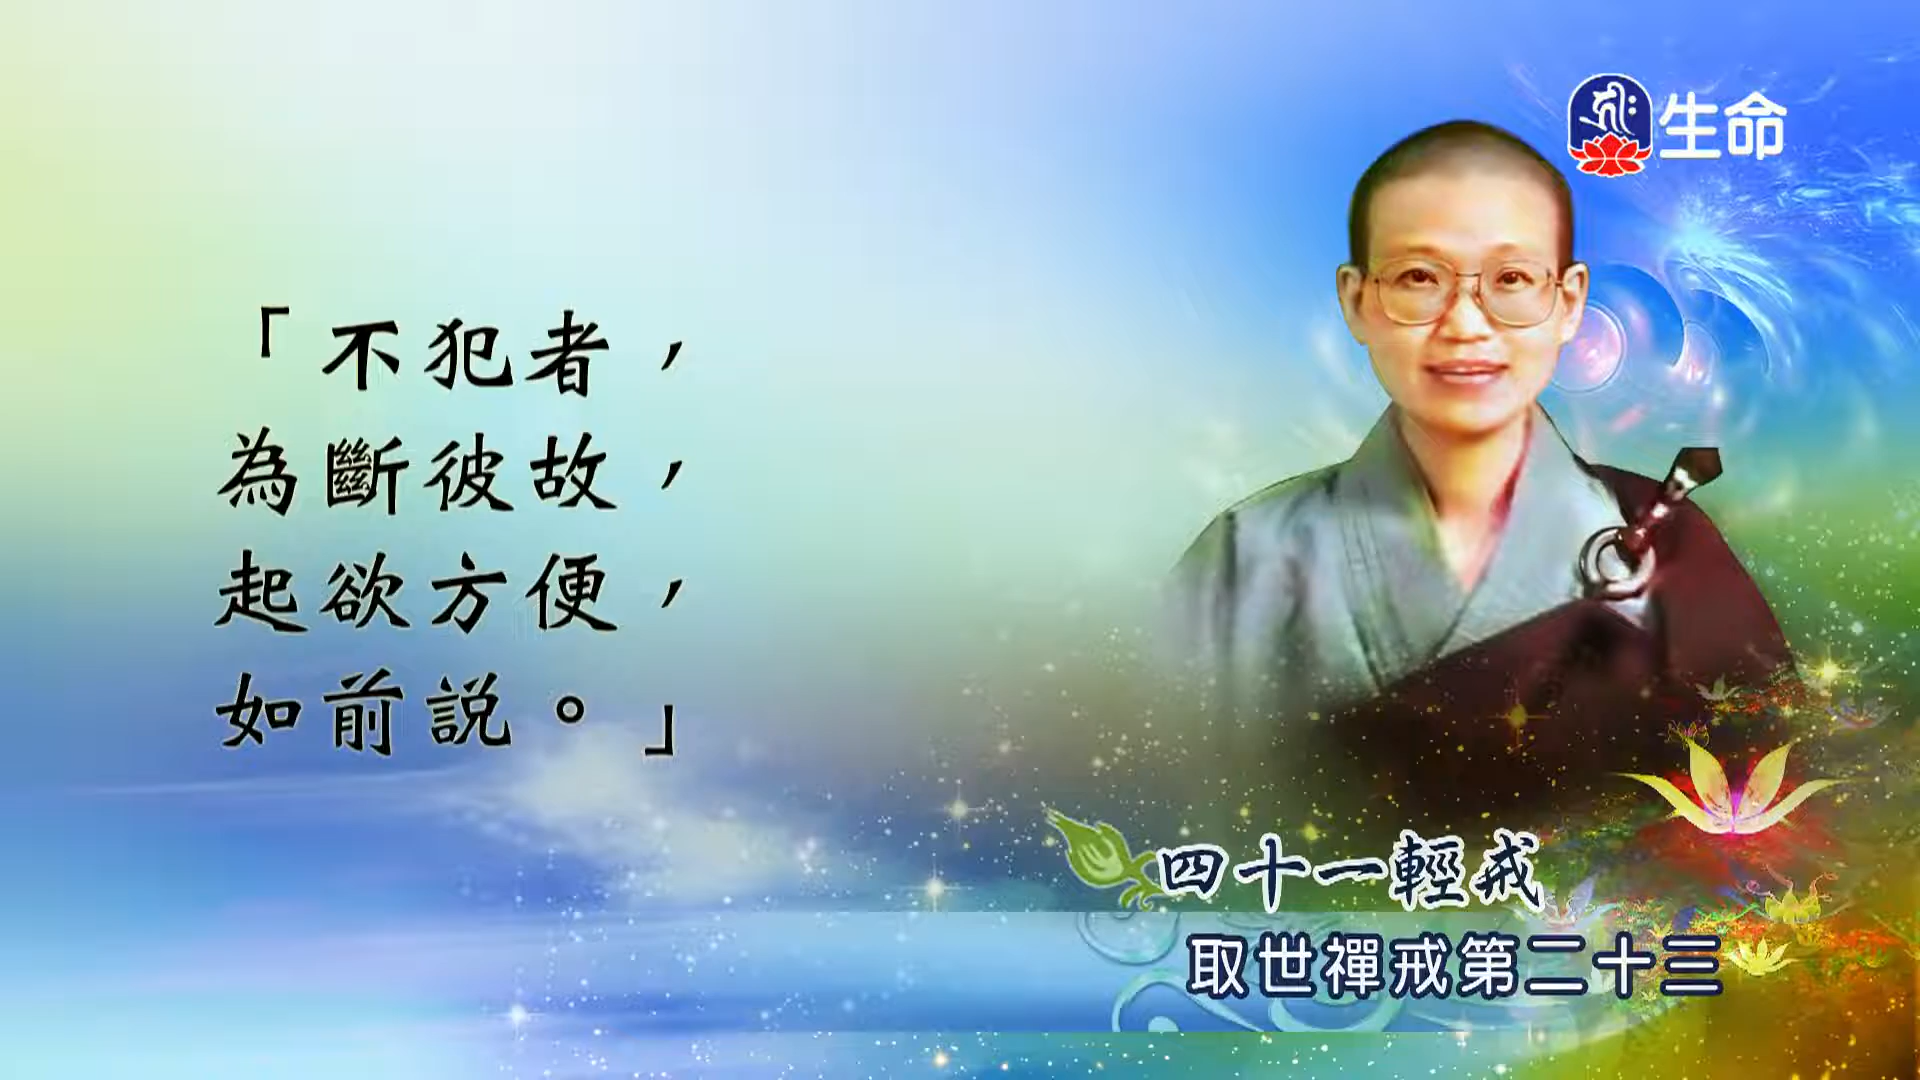 生命
「不犯者，
為斷彼故，
起欲方便，
如前說。」
四十一輕戒
取世禪戒第二十三